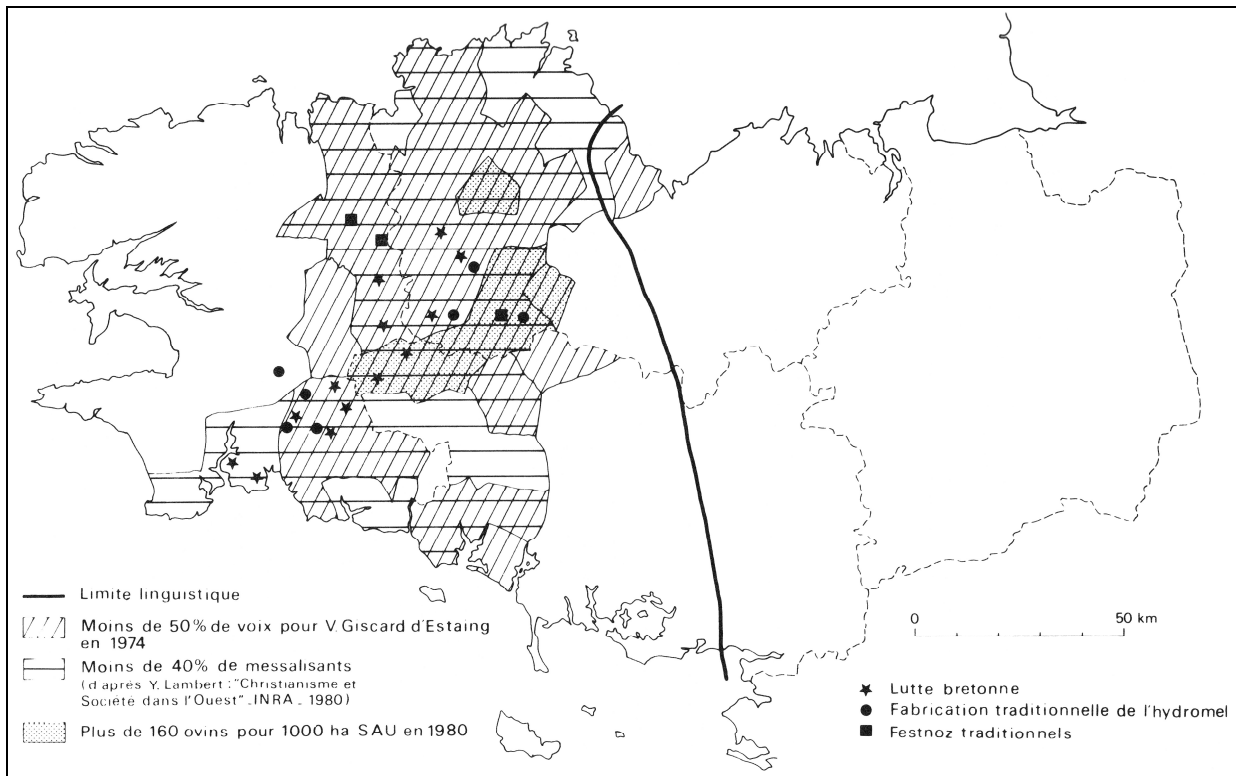 Limite linguistique
Moins de 50% de voix pour V. Giscard d'Estaing
en 1974
Moins de 40% de messalisants
(d'après Y. Lambert : "Christianisme et
Société dans l'Ouest" _ INRA _ 1980)
Plus de 160 ovins pour 1000 ha SAU en 1980
0 50 km
Lutte bretonne
Fabrication traditionnelle de l'hydromel
Festnoz traditionnels